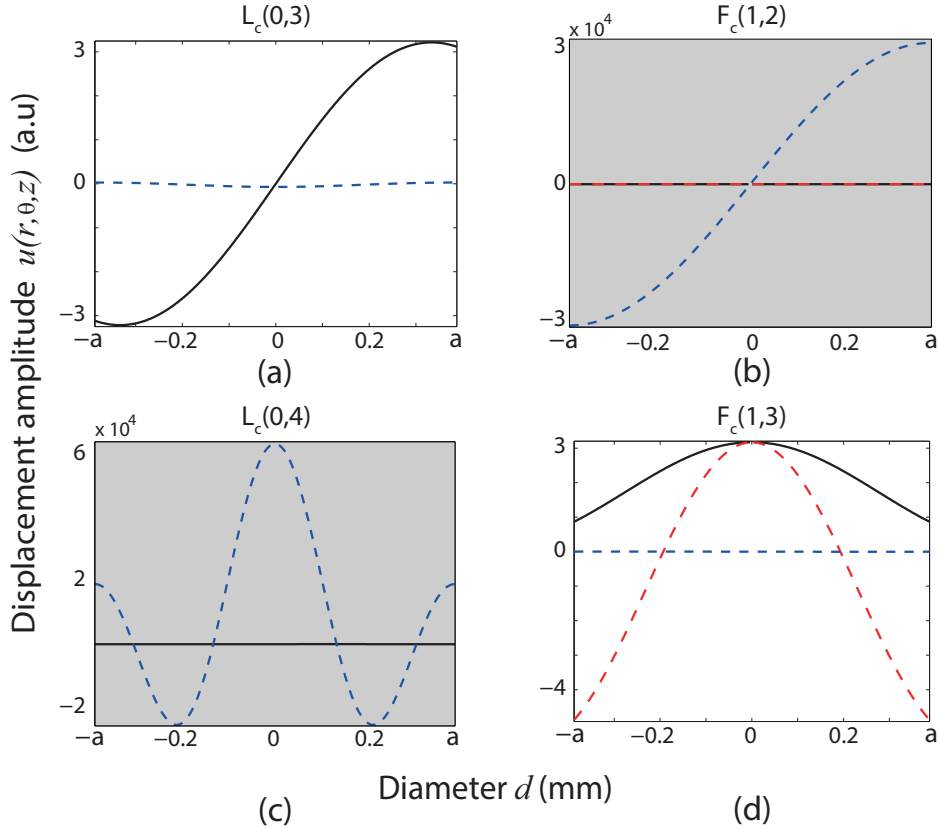 L_c(0,3)
3
0
−3
−a
−0.2
0
0.2
a
(a)
F_c(1,2)
x 10^4
3
0
−3
−a
−0.2
0
0.2
a
(b)
Displacement amplitude u(r,θ,z) (a.u)
L_c(0,4)
x 10^4
6
2
−2
−a
−0.2
0
0.2
a
(c)
F_c(1,3)
3
0
−4
−a
−0.2
0
0.2
a
(d)
Diameter d (mm)